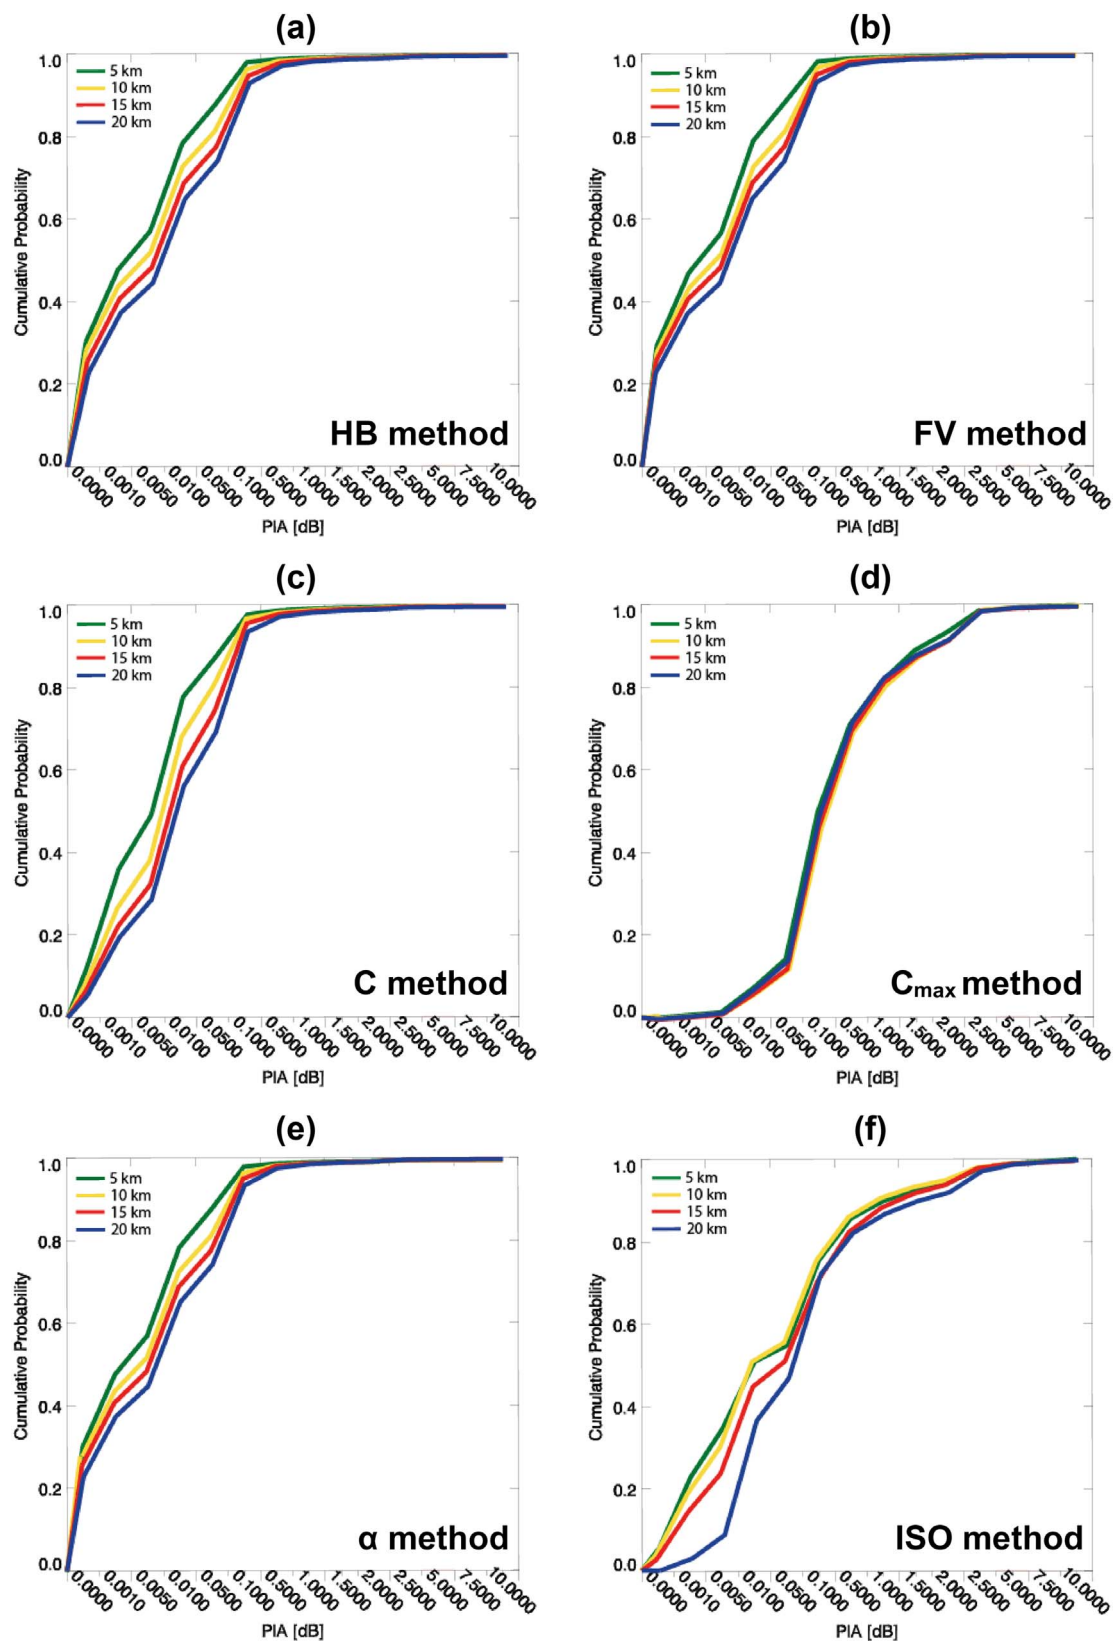 (a)
1.0
0.8
0.6
0.4
0.2
0.0
Cumulative Probability
5 km
10 km
15 km
20 km
HB method
0.0000
0.0010
0.0050
0.0100
0.0500
0.1000
0.5000
1.0000
1.5000
2.0000
2.5000
5.0000
7.5000
10.0000
PIA [dB]
(b)
1.0
0.8
0.6
0.4
0.2
0.0
Cumulative Probability
5 km
10 km
15 km
20 km
FV method
0.0000
0.0010
0.0050
0.0100
0.0500
0.1000
0.5000
1.0000
1.5000
2.0000
2.5000
5.0000
7.5000
10.0000
PIA [dB]
(c)
1.0
0.8
0.6
0.4
0.2
0.0
Cumulative Probability
5 km
10 km
15 km
20 km
C method
0.0000
0.0010
0.0050
0.0100
0.0500
0.1000
0.5000
1.0000
1.5000
2.0000
2.5000
5.0000
7.5000
10.0000
PIA [dB]
(d)
1.0
0.8
0.6
0.4
0.2
0.0
Cumulative Probability
5 km
10 km
15 km
20 km
Cmax method
0.0000
0.0010
0.0050
0.0100
0.0500
0.1000
0.5000
1.0000
1.5000
2.0000
2.5000
5.0000
7.5000
10.0000
PIA [dB]
(e)
1.0
0.8
0.6
0.4
0.2
0.0
Cumulative Probability
5 km
10 km
15 km
20 km
α method
0.0000
0.0010
0.0050
0.0100
0.0500
0.1000
0.5000
1.0000
1.5000
2.0000
2.5000
5.0000
7.5000
10.0000
PIA [dB]
(f)
1.0
0.8
0.6
0.4
0.2
0.0
Cumulative Probability
5 km
10 km
15 km
20 km
ISO method
0.0000
0.0010
0.0050
0.0100
0.0500
0.1000
0.5000
1.0000
1.5000
2.0000
2.5000
5.0000
7.5000
10.0000
PIA [dB]